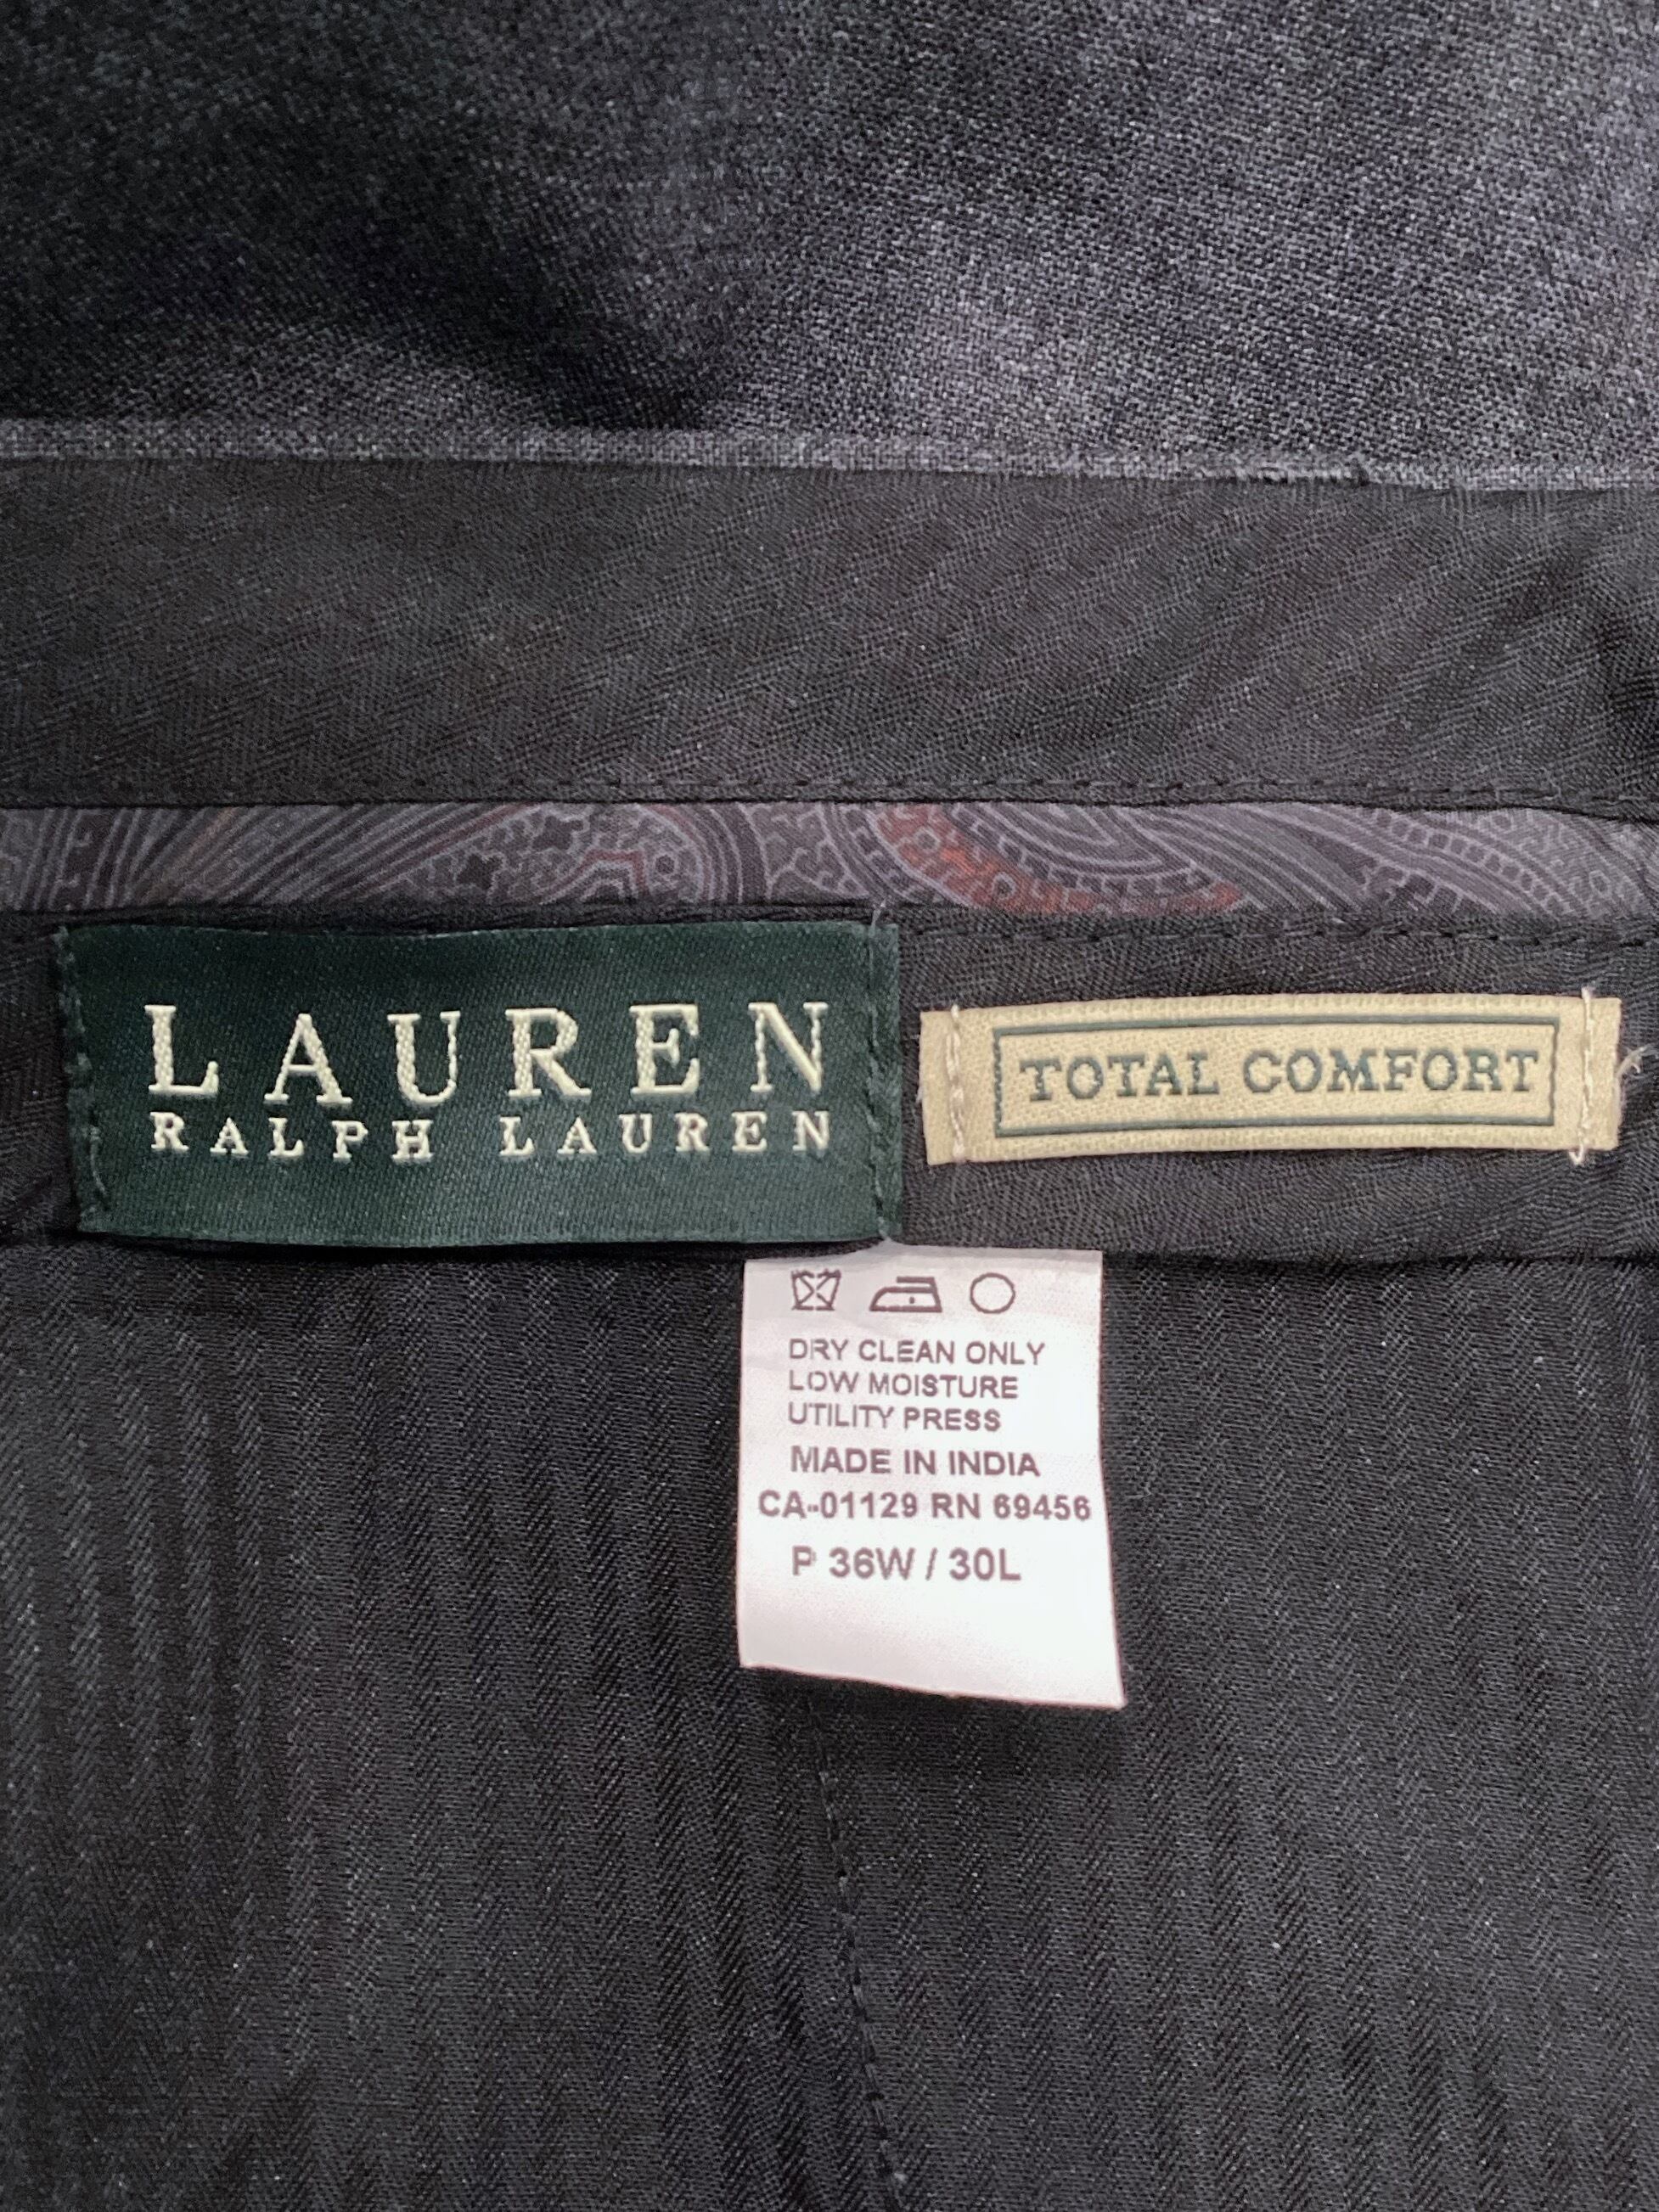 LAUREN
RALPH LAUREN
TOTAL COMFORT
DRY CLEAN ONLY
LOW MOISTURE
UTILITY PRESS
MADE IN INDIA
CA-01129 RN 69456
P 36W / 30L